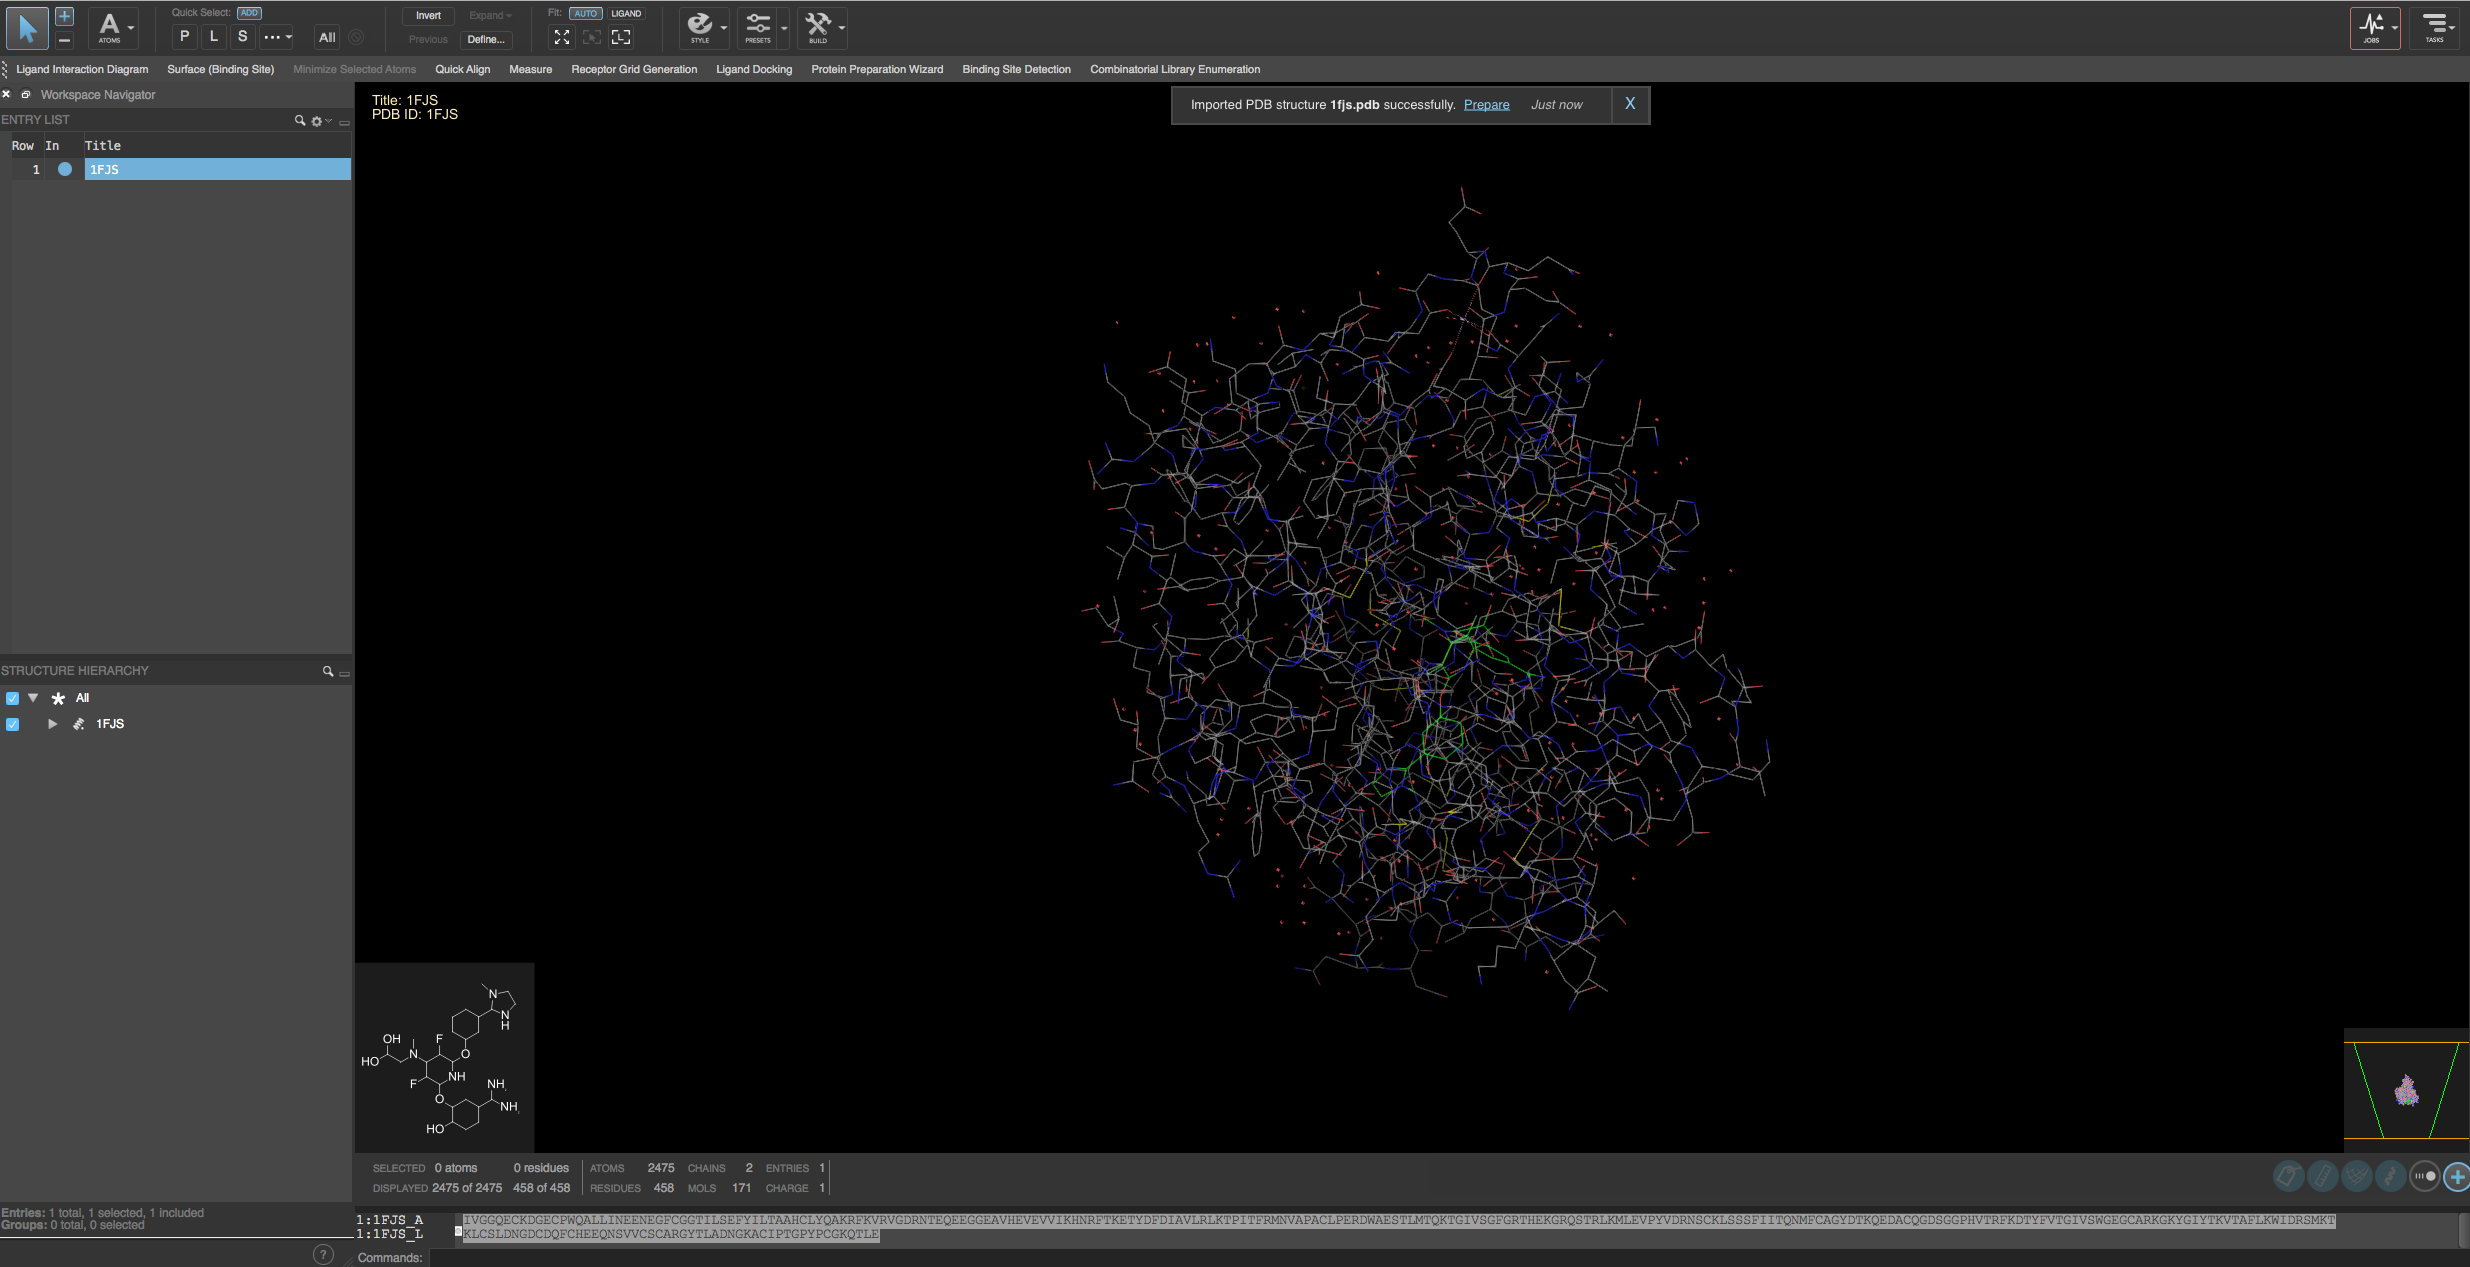 Quick Select: ADD
Invert Expand
Fit: AUTO LIGAND
A
ATOMS
P L S ... All
Previous Define...
STYLE PRESETS BUILD
JOBS TASKS
Ligand Interaction Diagram Surface (Binding Site) Minimize Selected Atoms Quick Align Measure Receptor Grid Generation Ligand Docking Protein Preparation Wizard Binding Site Detection Combinatorial Library Enumeration
Workspace Navigator
ENTRY LIST
Row In Title
1 1FJS
Title: 1FJS
PDB ID: 1FJS
Imported PDB structure 1fjs.pdb successfully. Prepare Just now X
STRUCTURE HIERARCHY
All
1FJS
N
N
H
OH
F
HO
N
O
F
NH
NH
O
NH
HO
SELECTED 0 atoms 0 residues ATOMS 2475 CHAINS 2 ENTRIES 1
DISPLAYED 2475 of 2475 458 of 458 RESIDUES 458 MOLS 171 CHARGE 1
Entries: 1 total, 1 selected, 1 included
Groups: 0 total, 0 selected
1:1FJS_A IVGGQECKDGECPWQALLINEENEGFCGGTILSEFYILTAAHCLYQAKRFKVRVGDRNTEQEEGGEAVHEVEVVIKHNRFTKETYDFDIAVLRLKTPITFRMNVAPACLPERDWAESTLMTQKTGIVSGFGRTHEKGRQSTRLKMLEVPYVDRNSCKLSSSFIITQNMFCAGYDTKQEDACQGDSGGPHVTRFKDTYFVTGIVSWGEGCARKGKYGIYTKVTAFLKWIDRSMKT
1:1FJS_L KLCSLDNGDCDQFCHEEQNSVVCSCARGYTLADNGKACIPTGPYPCGKQTLE
?
Commands: